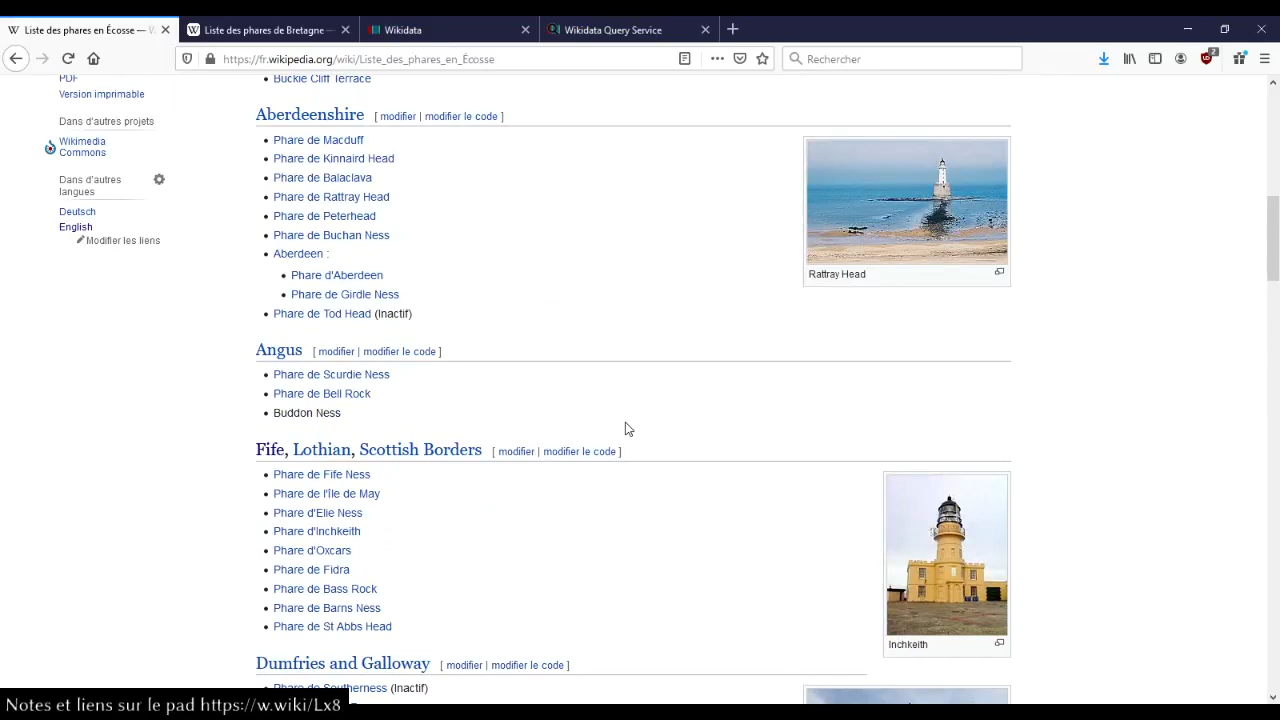 Liste des phares en Écosse — V
Liste des phares de Bretagne —
Wikidata
Wikidata Query Service
https://fr.wikipedia.org/wiki/Liste_des_phares_en_Écosse
Rechercher
2
PDF
Version imprimable
Dans d'autres projets
Wikimedia
Commons
Dans d'autres
langues
Deutsch
English
Modifier les liens
Buckie Cliff Terrace
Aberdeenshire [ modifier | modifier le code ]
Phare de Macduff
Phare de Kinnaird Head
Phare de Balaclava
Phare de Rattray Head
Phare de Peterhead
Phare de Buchan Ness
Aberdeen :
Phare d'Aberdeen
Phare de Girdle Ness
Phare de Tod Head (Inactif)
Rattray Head
Angus [ modifier | modifier le code ]
Phare de Scurdie Ness
Phare de Bell Rock
Buddon Ness
Fife, Lothian, Scottish Borders [ modifier | modifier le code ]
Phare de Fife Ness
Phare de l'île de May
Phare d'Elie Ness
Phare d'Inchkeith
Phare d'Oxcars
Phare de Fidra
Phare de Bass Rock
Phare de Barns Ness
Phare de St Abbs Head
Inchkeith
Dumfries and Galloway [ modifier | modifier le code ]
Phare de Southerness (Inactif)
Notes et liens sur le pad https://w.wiki/Lx8